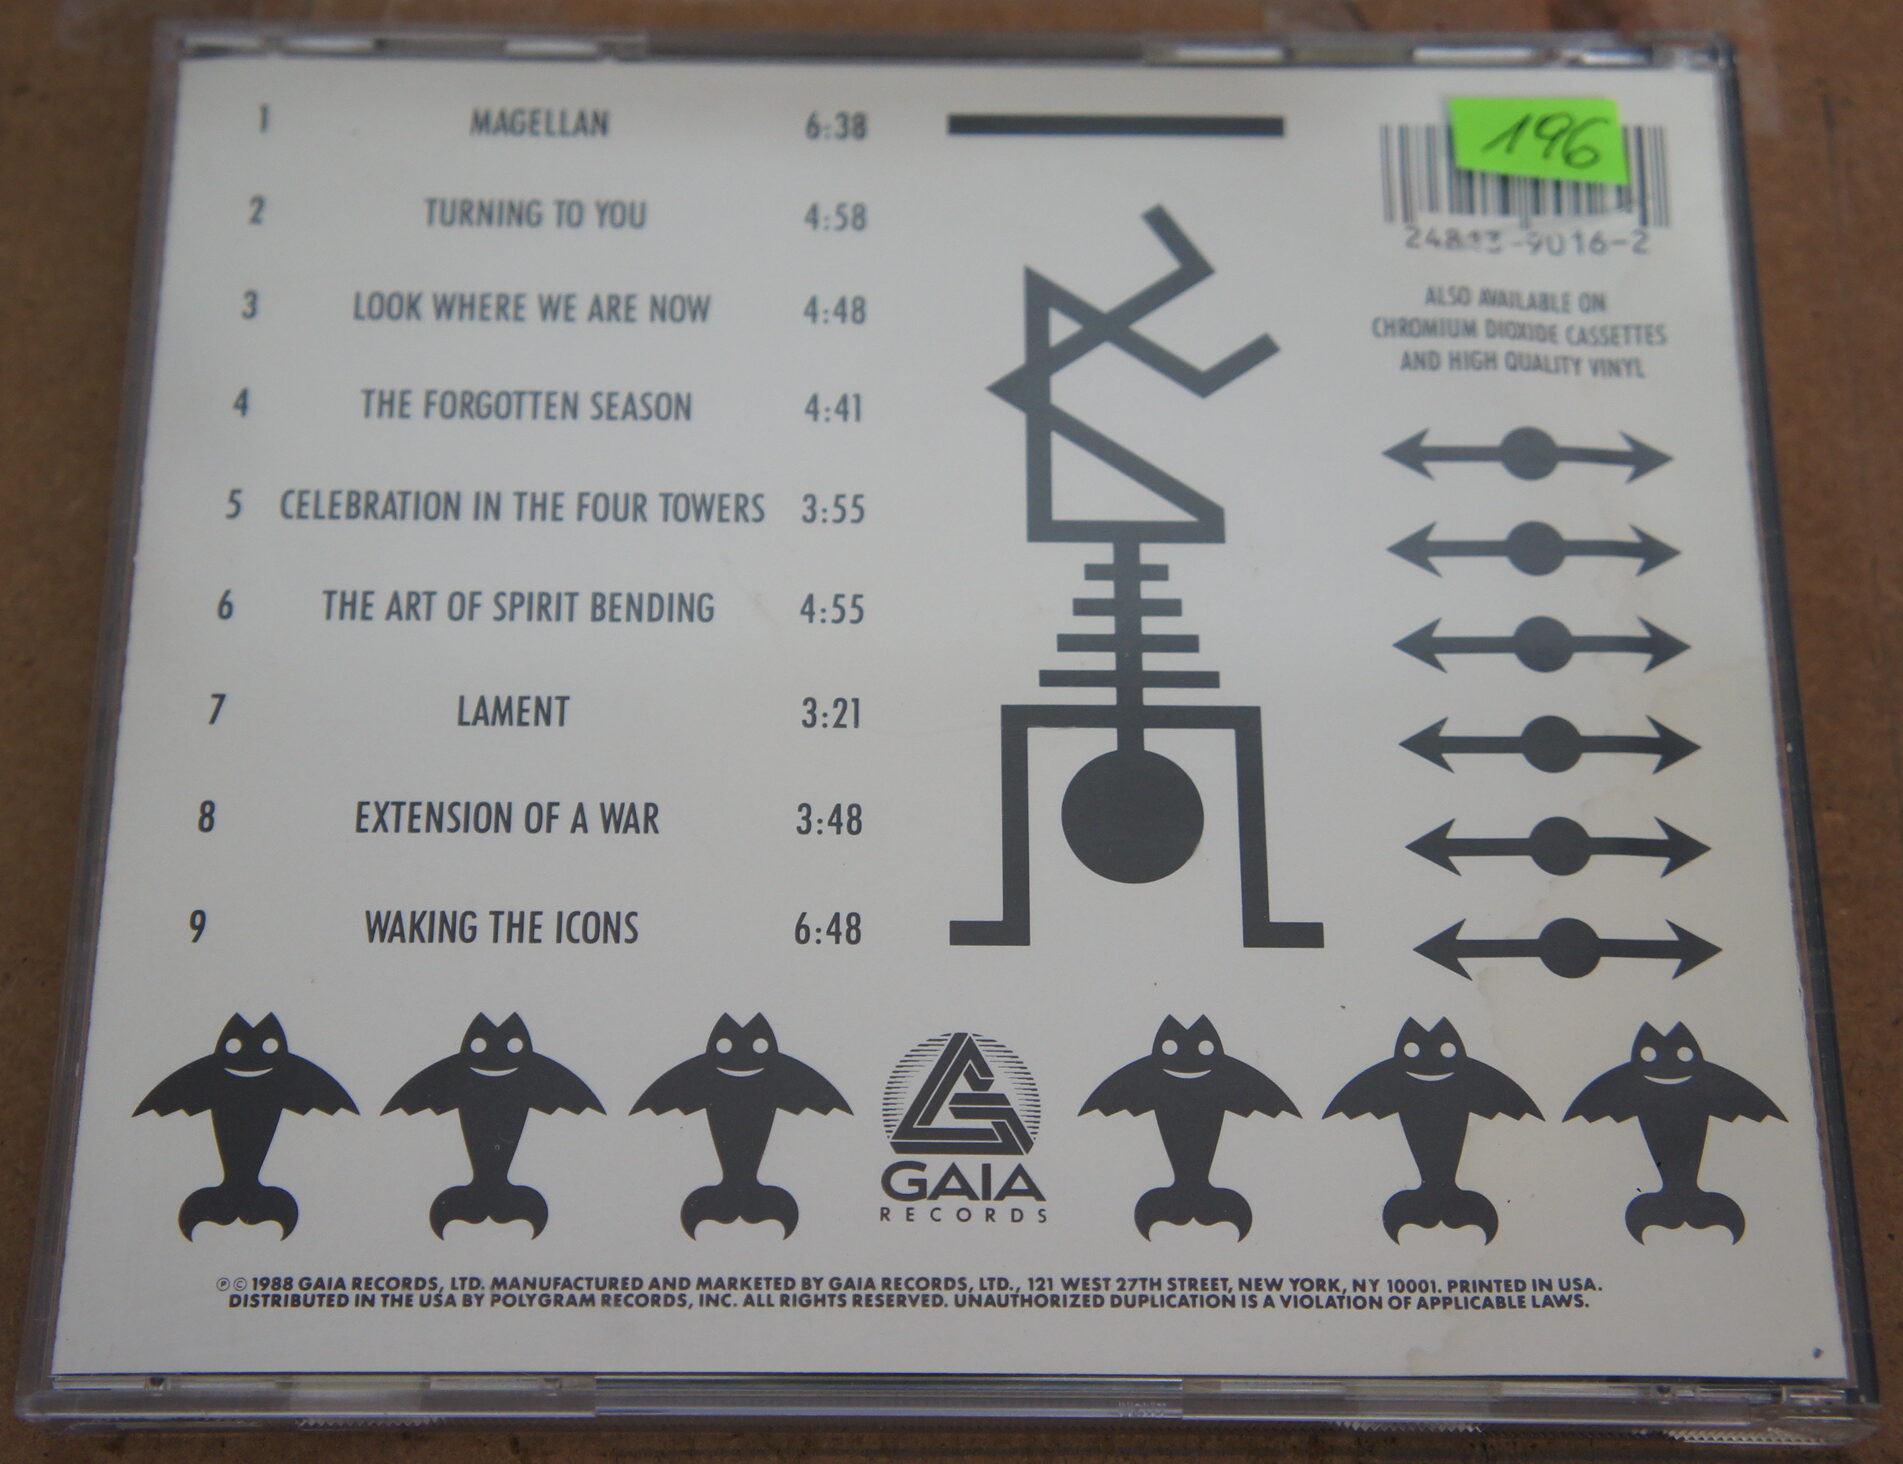 1 MAGELLAN 6:38
2 TURNING TO YOU 4:58
3 LOOK WHERE WE ARE NOW 4:48
4 THE FORGOTTEN SEASON 4:41
5 CELEBRATION IN THE FOUR TOWERS 3:55
6 THE ART OF SPIRIT BENDING 4:55
7 LAMENT 3:21
8 EXTENSION OF A WAR 3:48
9 WAKING THE ICONS 6:48
196
ALSO AVAILABLE ON
CHROMIUM DIOXIDE CASSETTES
AND HIGH QUALITY VINYL
GAIA
RECORDS
℗ © 1988 GAIA RECORDS, LTD. MANUFACTURED AND MARKETED BY GAIA RECORDS, LTD., 121 WEST 27TH STREET, NEW YORK, NY 10001. PRINTED IN USA.
DISTRIBUTED IN THE USA BY POLYGRAM RECORDS, INC. ALL RIGHTS RESERVED. UNAUTHORIZED DUPLICATION IS A VIOLATION OF APPLICABLE LAWS.